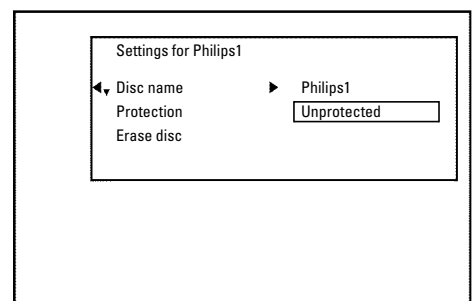 Settings for Philips1
Disc name Philips1
Protection Unprotected
Erase disc